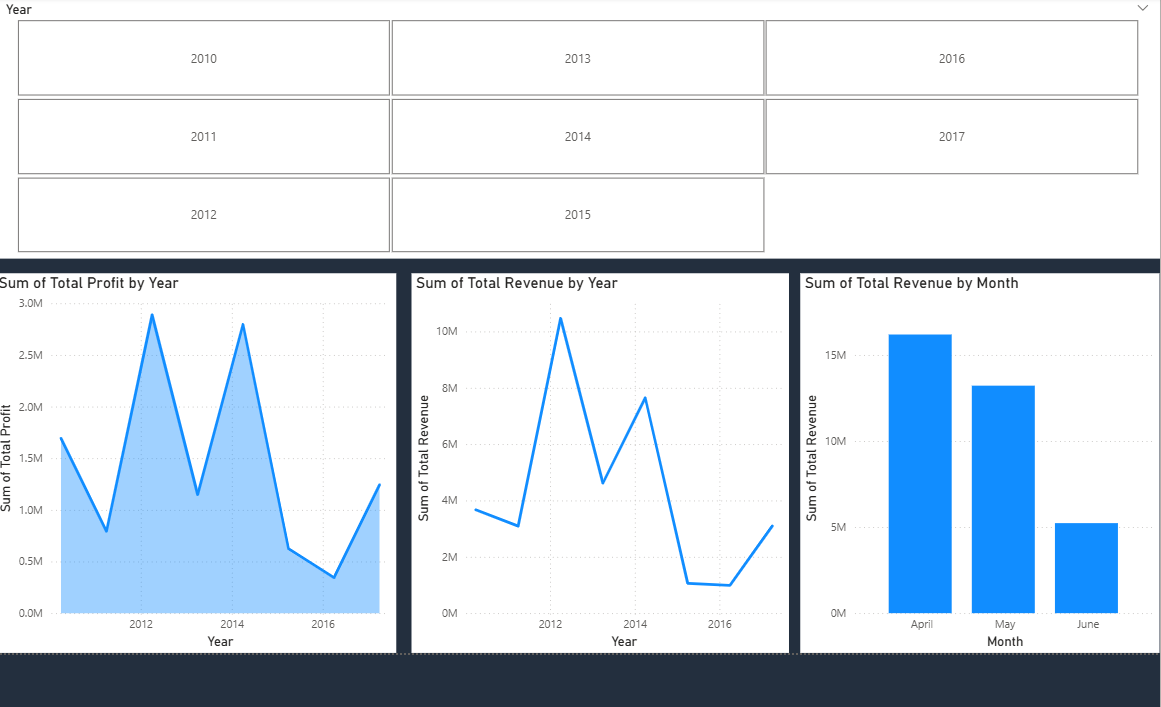 Year
2010 2013 2016
2011 2014 2017
2012 2015
Sum of Total Profit by Year
3.0M
2.5M
2.0M
1.5M
1.0M
0.5M
0.0M
Sum of Total Profit
2012 2014 2016
Year
Sum of Total Revenue by Year
10M
8M
6M
4M
2M
0M
Sum of Total Revenue
2012 2014 2016
Year
Sum of Total Revenue by Month
15M
10M
5M
0M
Sum of Total Revenue
April May June
Month